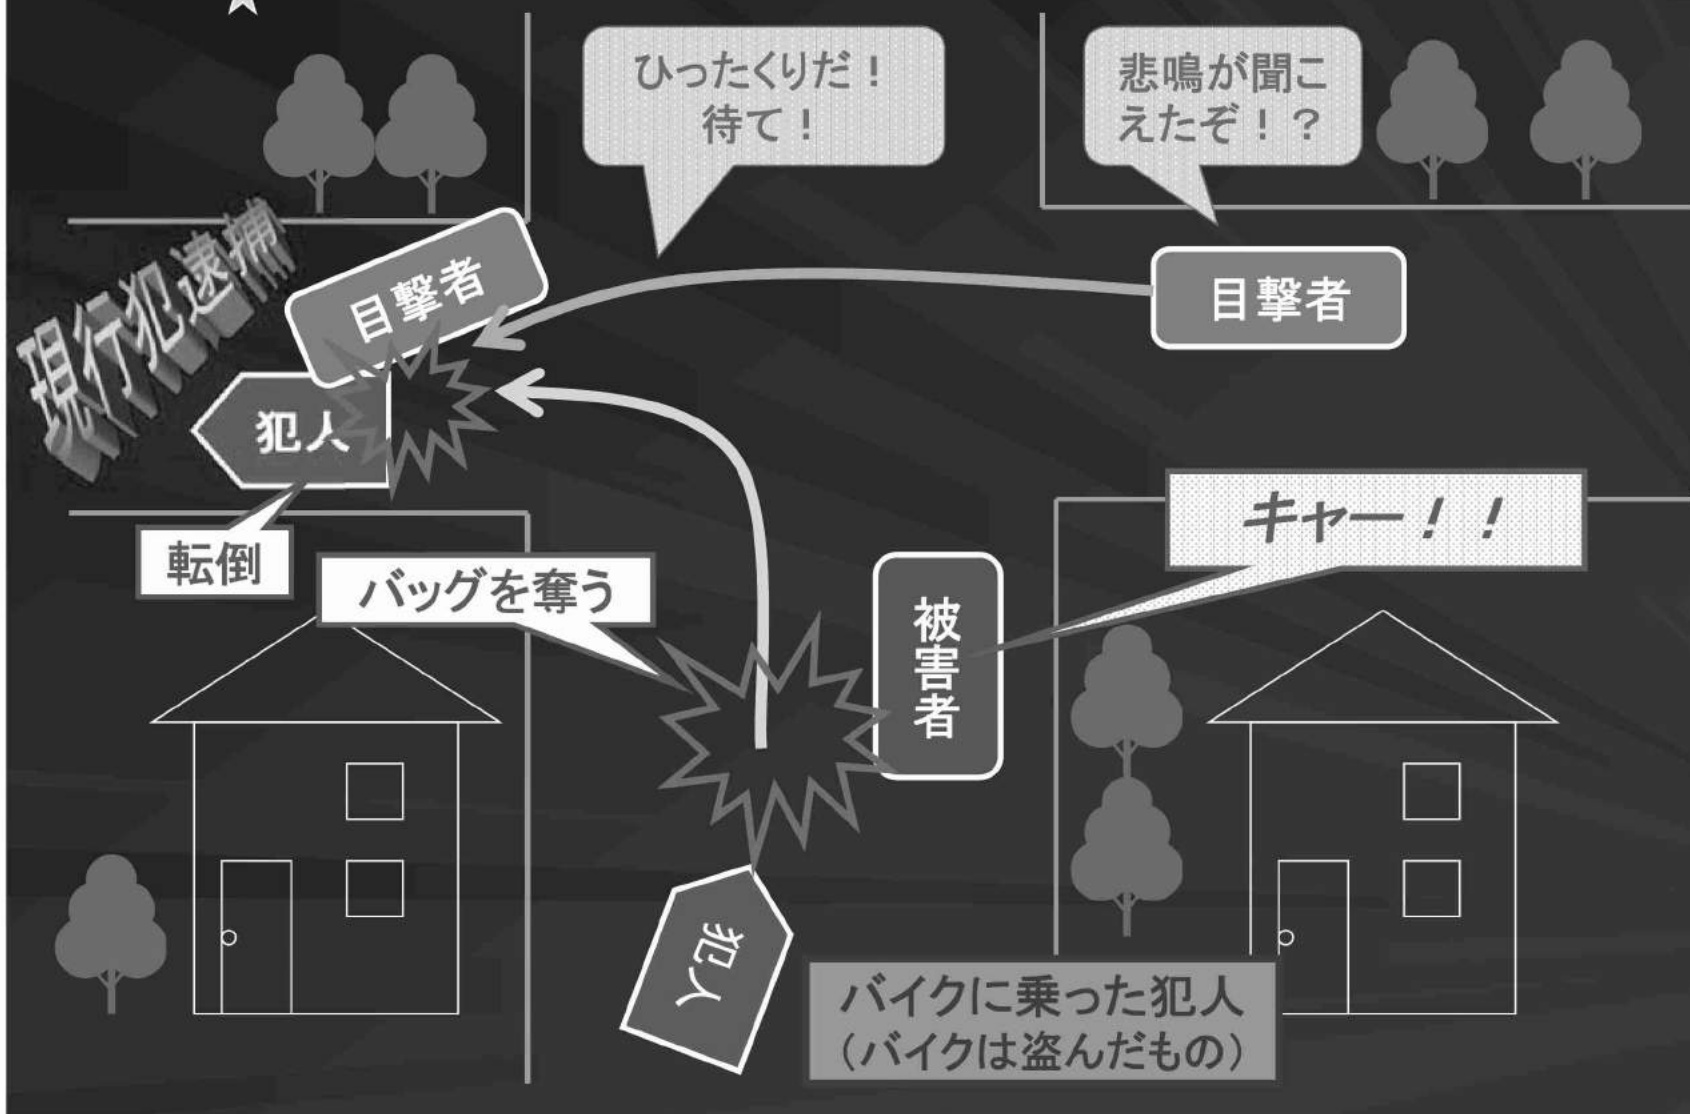 ひったくりだ！
待て！
悲鳴が聞こ
えたぞ！？
現行犯逮捕
目撃者
目撃者
犯人
転倒
バッグを奪う
キャー！！
被害者
犯人
バイクに乗った犯人
（バイクは盗んだもの）